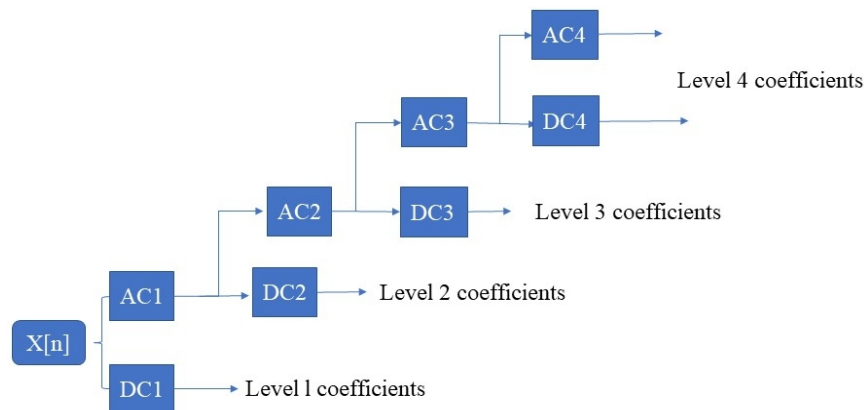 AC4
Level 4 coefficients
AC3
DC4
AC2
DC3
Level 3 coefficients
AC1
DC2
Level 2 coefficients
X[n]
DC1
Level l coefficients